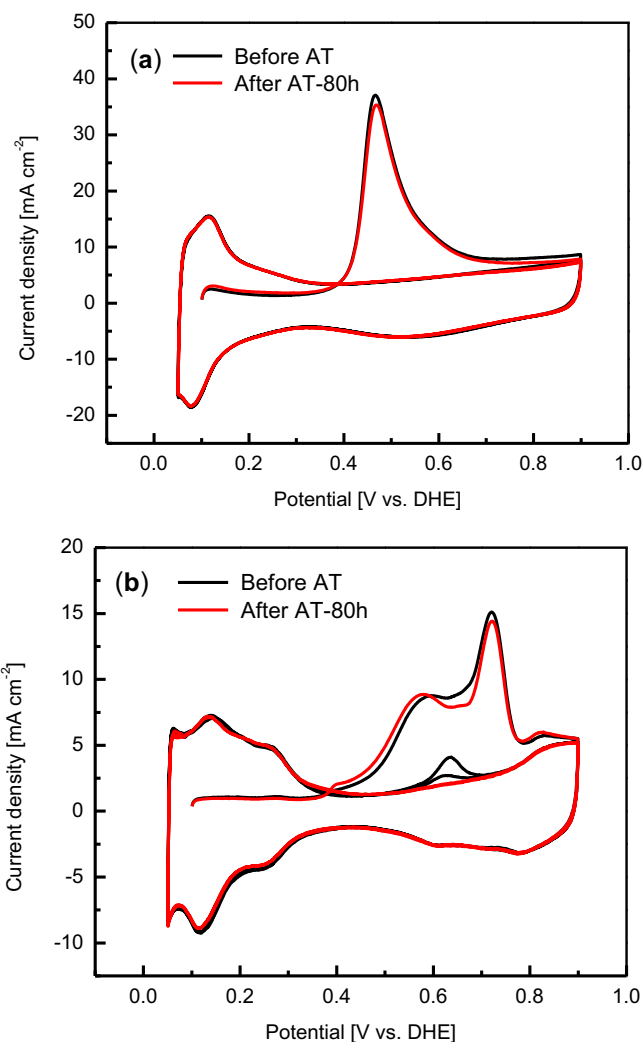 50
(a)
Before AT
After AT-80h
40
30
20
10
0
-10
-20
Current density [mA cm⁻²]
0.0 0.2 0.4 0.6 0.8 1.0
Potential [V vs. DHE]
20
(b)
Before AT
After AT-80h
15
10
5
0
-5
-10
Current density [mA cm⁻²]
0.0 0.2 0.4 0.6 0.8 1.0
Potential [V vs. DHE]